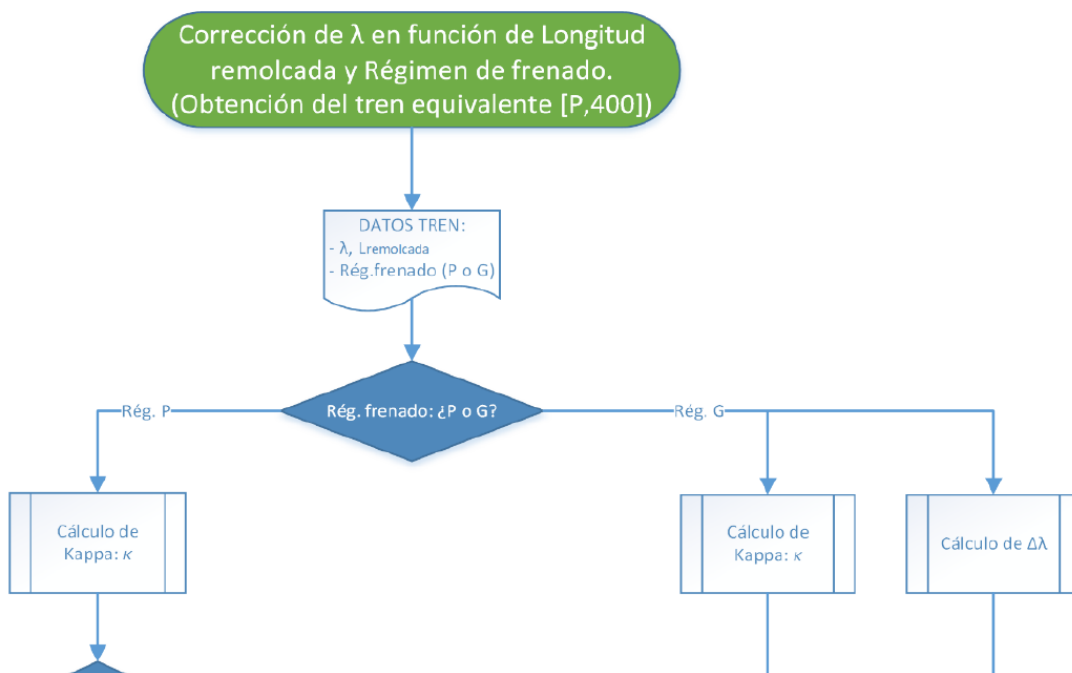 Corrección de λ en función de Longitud
remolcada y Régimen de frenado.
(Obtención del tren equivalente [P,400])
DATOS TREN:
- λ, Lremolcada
- Rég.frenado (P o G)
Rég. P
Rég. frenado: ¿P o G?
Rég. G
Cálculo de
Kappa: κ
Cálculo de
Kappa: κ
Cálculo de Δλ